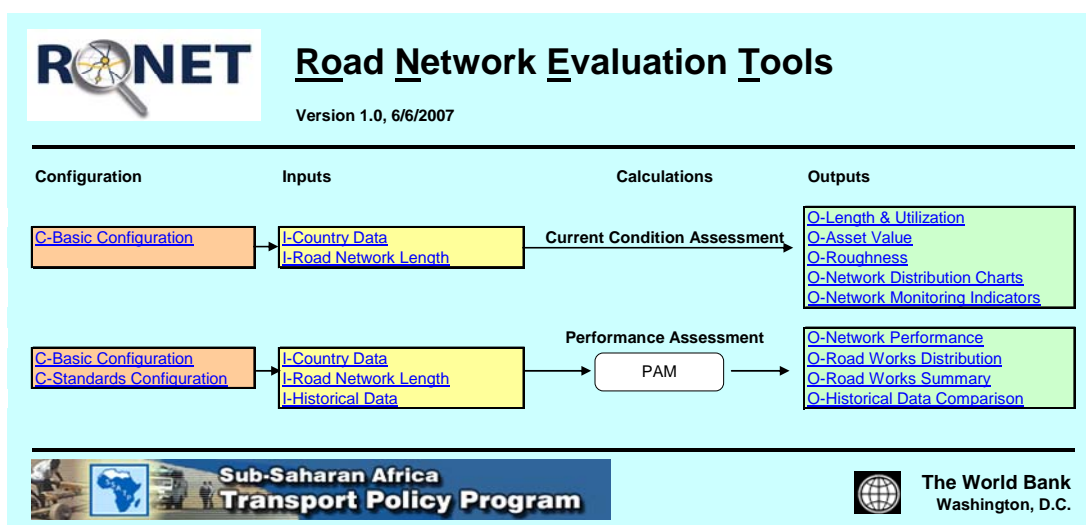 RONET
Road Network Evaluation Tools
Version 1.0, 6/6/2007
Configuration Inputs Calculations Outputs
C-Basic Configuration
I-Country Data
I-Road Network Length
Current Condition Assessment
O-Length & Utilization
O-Asset Value
O-Roughness
O-Network Distribution Charts
O-Network Monitoring Indicators
C-Basic Configuration
C-Standards Configuration
I-Country Data
I-Road Network Length
I-Historical Data
Performance Assessment
PAM
O-Network Performance
O-Road Works Distribution
O-Road Works Summary
O-Historical Data Comparison
Sub-Saharan Africa
Transport Policy Program
The World Bank
Washington, D.C.